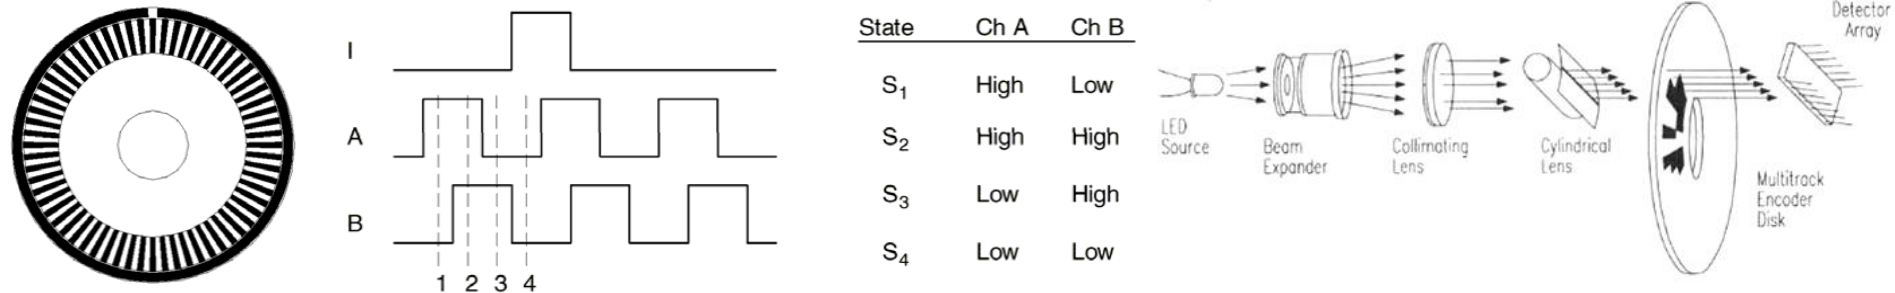 I
A
B
1 2 3 4
State Ch A Ch B
S1 High Low
S2 High High
S3 Low High
S4 Low Low
LED
Source
Beam
Expander
Collimating
Lens
Cylindrical
Lens
Multitrack
Encoder
Disk
Detector
Array